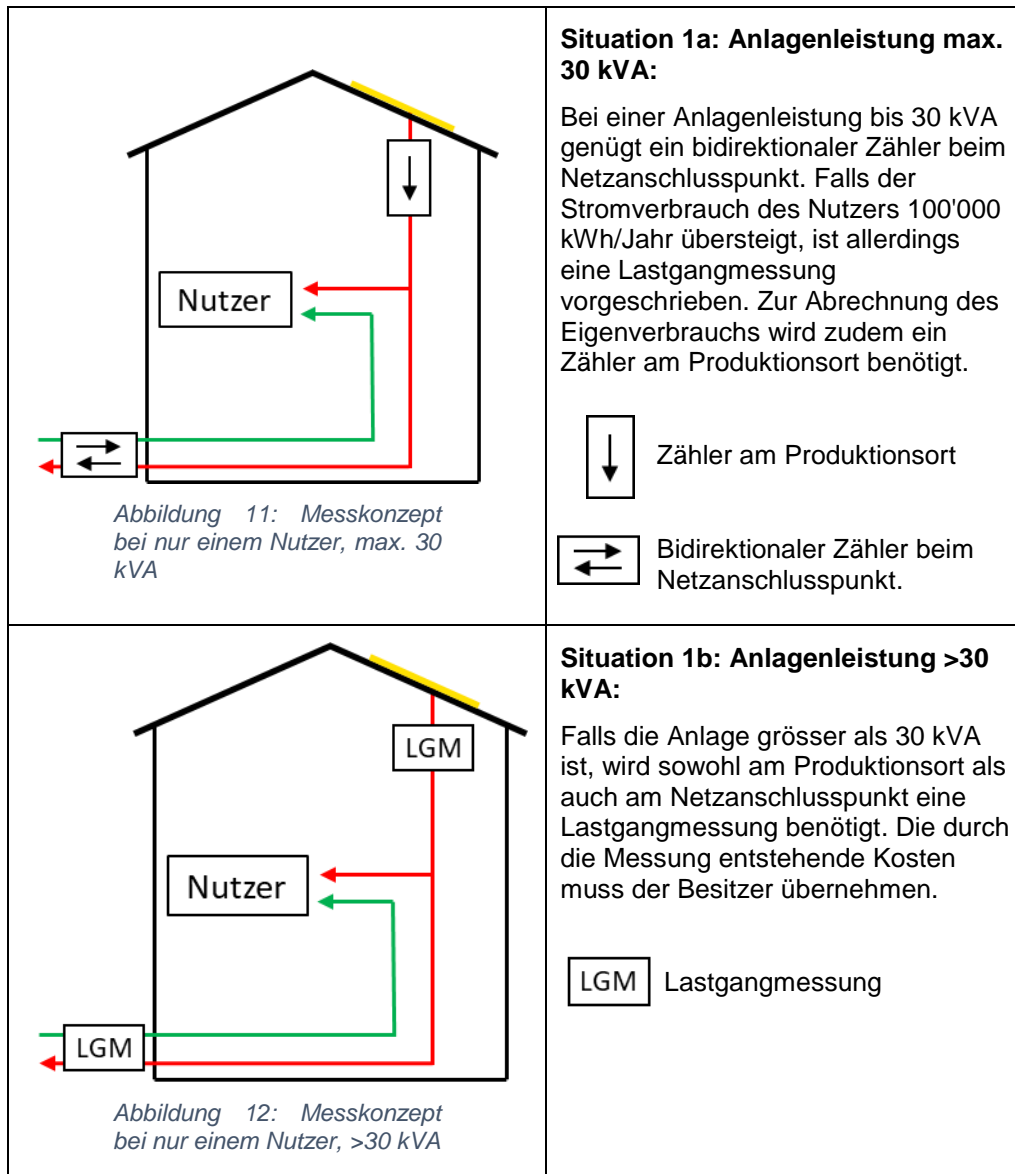 Nutzer
Abbildung 11: Messkonzept
bei nur einem Nutzer, max. 30
kVA
Situation 1a: Anlagenleistung max.
30 kVA:
Bei einer Anlagenleistung bis 30 kVA
genügt ein bidirektionaler Zähler beim
Netzanschlusspunkt. Falls der
Stromverbrauch des Nutzers 100'000
kWh/Jahr übersteigt, ist allerdings
eine Lastgangmessung
vorgeschrieben. Zur Abrechnung des
Eigenverbrauchs wird zudem ein
Zähler am Produktionsort benötigt.
Zähler am Produktionsort
Bidirektionaler Zähler beim
Netzanschlusspunkt.
LGM
Nutzer
LGM
Abbildung 12: Messkonzept
bei nur einem Nutzer, >30 kVA
Situation 1b: Anlagenleistung >30
kVA:
Falls die Anlage grösser als 30 kVA
ist, wird sowohl am Produktionsort als
auch am Netzanschlusspunkt eine
Lastgangmessung benötigt. Die durch
die Messung entstehende Kosten
muss der Besitzer übernehmen.
LGM Lastgangmessung